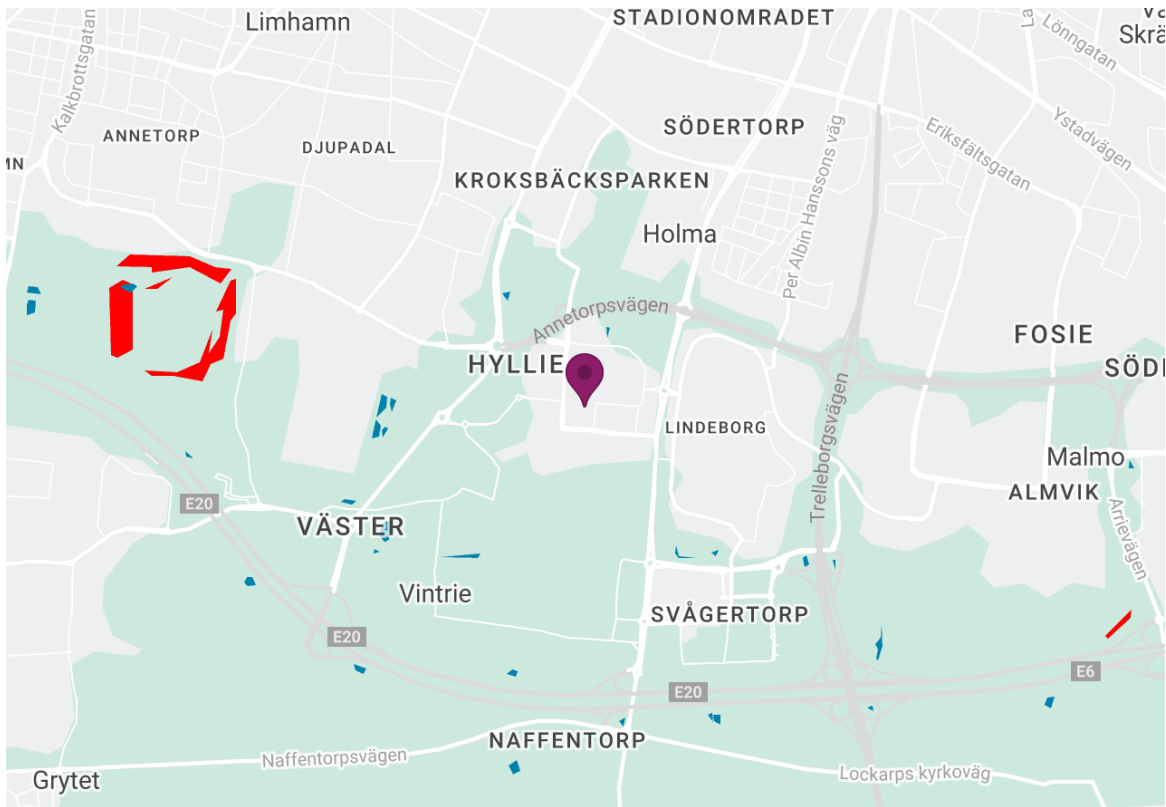 STADIONOMRÅDET
Limhamn
Lönngatan
Skrä
Kalkbrottsgatan
ANNETORP
DJUPADAL
SÖDERTORP
Per Albin Hanssons väg
Eriksfältsgatan
Ystadvägen
MN
KROKSBÄCKSPARKEN
Holma
Annetorpsvägen
FOSIE
HYLLIE
SÖDE
LINDEBORG
Trelleborgsvägen
Malmo
ALMVIK
Arrievägen
E20
VÄSTER
Vintrie
SVÅGERTORP
E20
E20
E6
NAFFENTORP
Naffentorpsvägen
Lockarps kyrkoväg
Grytet